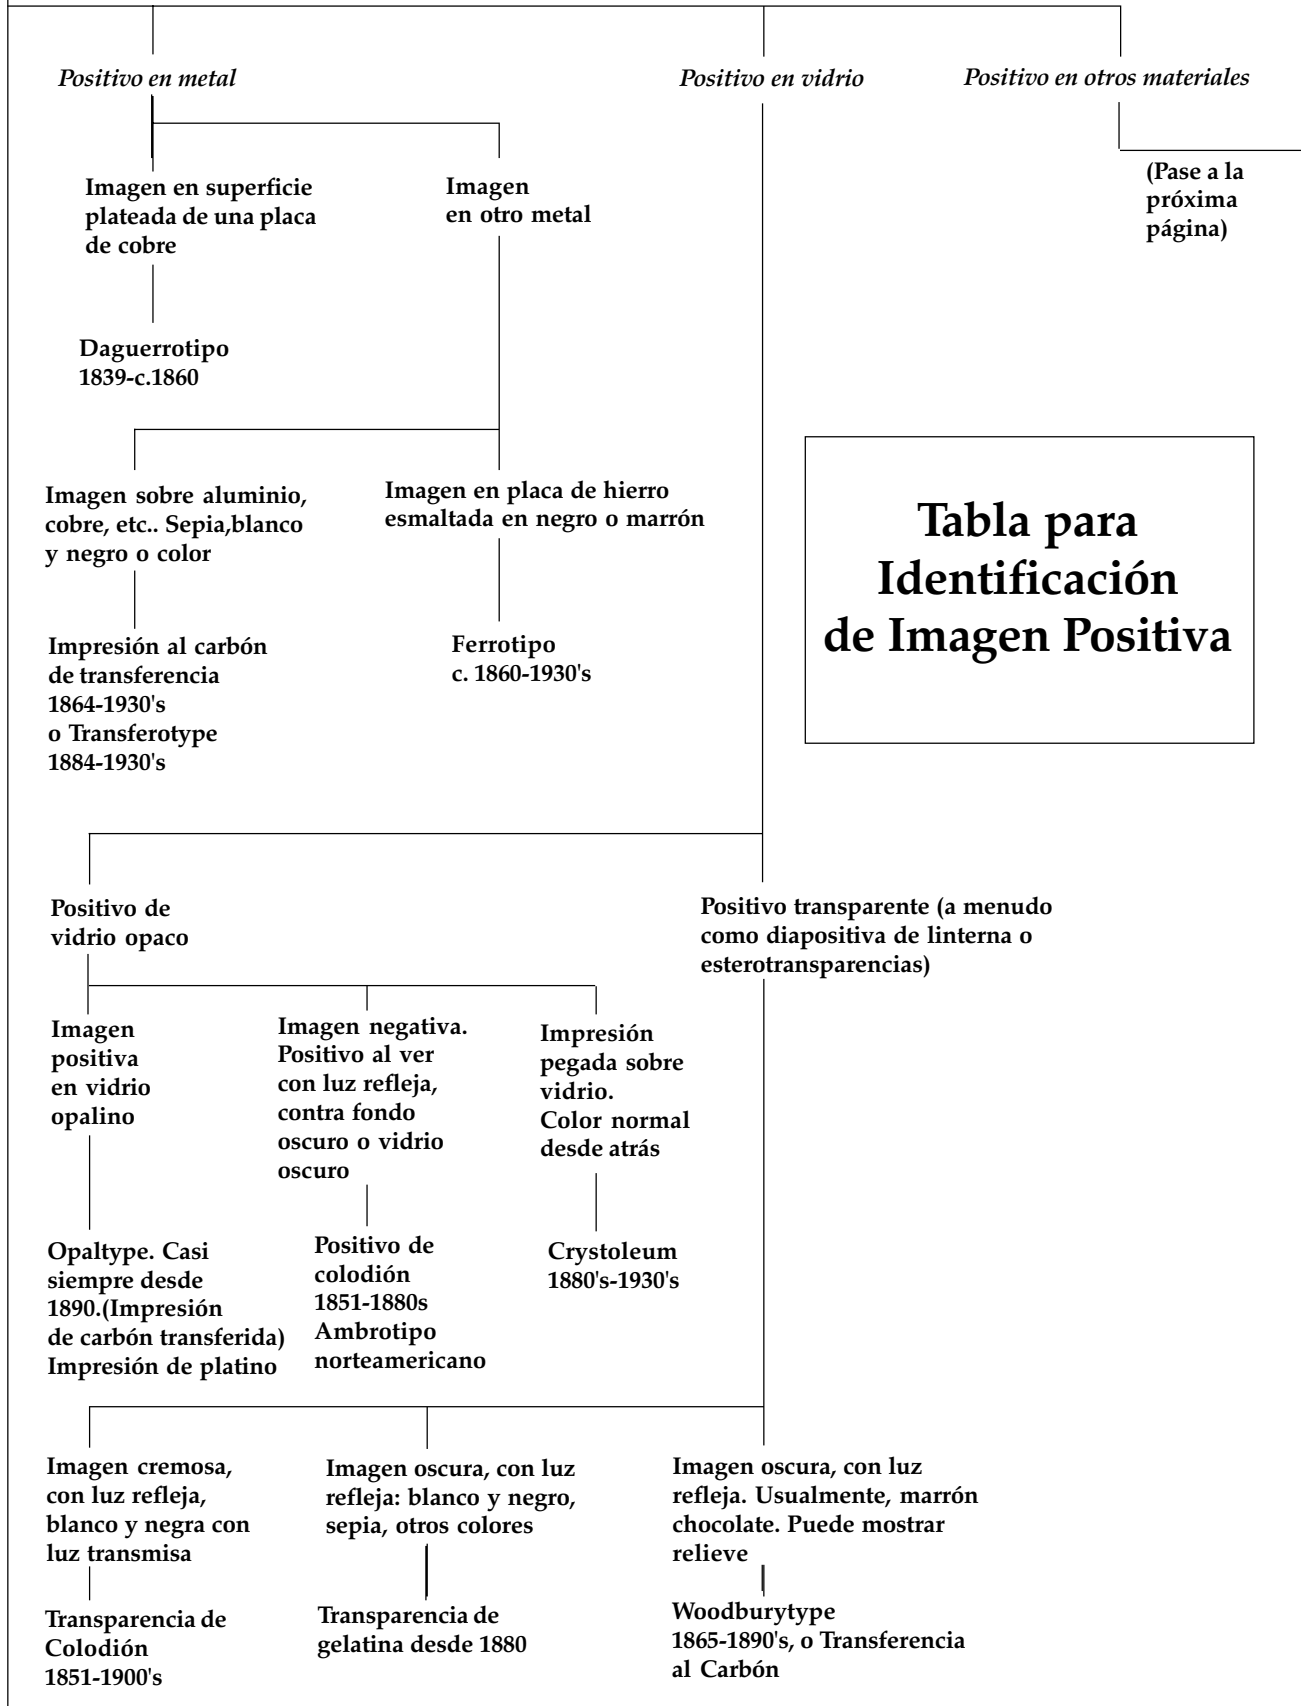 Positivo en metal
Positivo en vidrio
Positivo en otros materiales
(Pase a la
próxima
página)
Imagen en superficie
plateada de una placa
de cobre
Imagen
en otro metal
Daguerrotipo
1839-c.1860
Imagen sobre aluminio,
cobre, etc.. Sepia,blanco
y negro o color
Imagen en placa de hierro
esmaltada en negro o marrón
Tabla para
Identificación
de Imagen Positiva
Impresión al carbón
de transferencia
1864-1930's
o Transferotype
1884-1930's
Ferrotipo
c. 1860-1930's
Positivo de
vidrio opaco
Positivo transparente (a menudo
como diapositiva de linterna o
esterotransparencias)
Imagen
positiva
en vidrio
opalino
Imagen negativa.
Positivo al ver
con luz refleja,
contra fondo
oscuro o vidrio
oscuro
Impresión
pegada sobre
vidrio.
Color normal
desde atrás
Opaltype. Casi
siempre desde
1890.(Impresión
de carbón transferida)
Impresión de platino
Positivo de
colodión
1851-1880s
Ambrotipo
norteamericano
Crystoleum
1880's-1930's
Imagen cremosa,
con luz refleja,
blanco y negra con
luz transmisa
Imagen oscura, con luz
refleja: blanco y negro,
sepia, otros colores
Imagen oscura, con luz
refleja. Usualmente, marrón
chocolate. Puede mostrar
relieve
Transparencia de
Colodión
1851-1900's
Transparencia de
gelatina desde 1880
Woodburytype
1865-1890's, o Transferencia
al Carbón